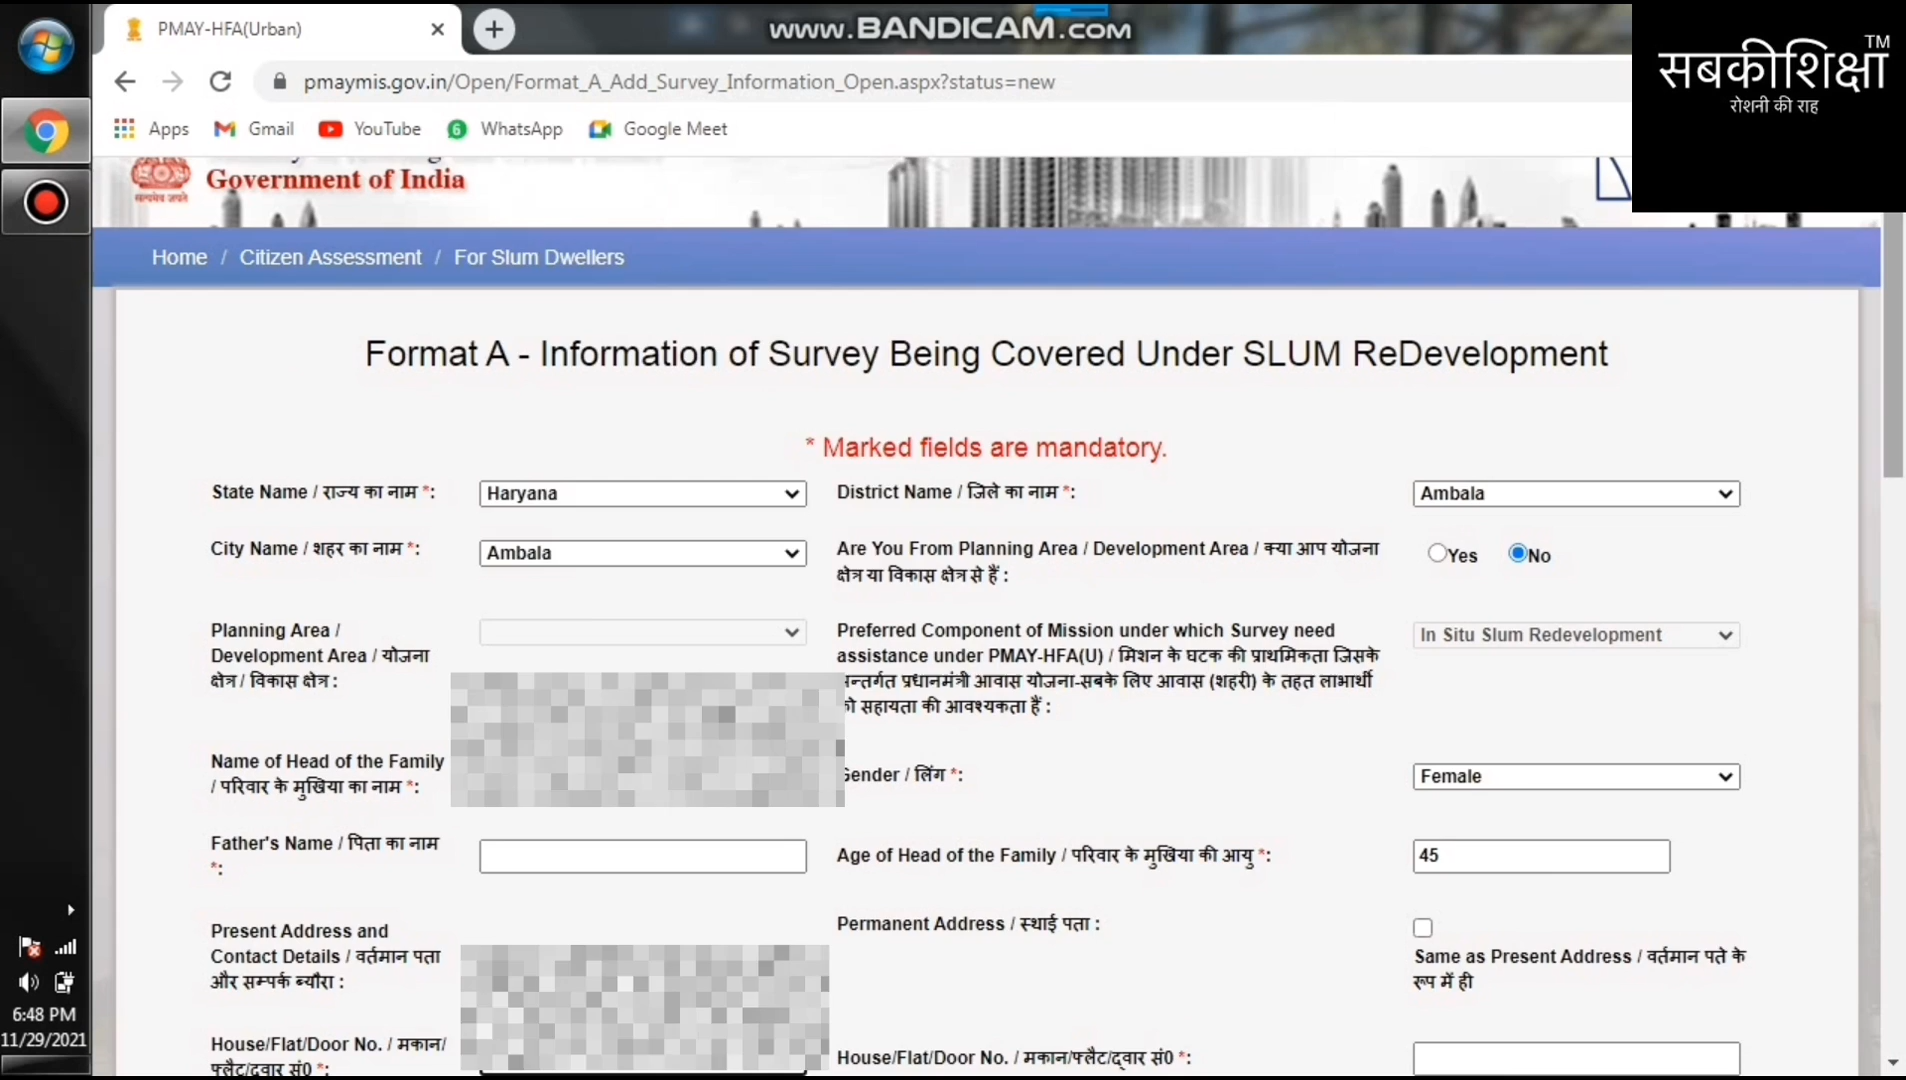 PMAY-HFA(Urban)
www.BANDICAM.COM
सबकीशिक्षा TM
रोशनी की राह
pmaymis.gov.in/Open/Format_A_Add_Survey_Information_Open.aspx?status=new
Apps Gmail YouTube WhatsApp Google Meet
Government of India
सत्यमेव जयते
Home / Citizen Assessment / For Slum Dwellers
Format A - Information of Survey Being Covered Under SLUM ReDevelopment
* Marked fields are mandatory.
State Name / राज्य का नाम *: Haryana District Name / जिले का नाम *: Ambala
City Name / शहर का नाम *: Ambala Are You From Planning Area / Development Area / क्या आप योजना
क्षेत्र या विकास क्षेत्र से हैं : Yes No
Planning Area /
Development Area / योजना
क्षेत्र / विकास क्षेत्र :
Preferred Component of Mission under which Survey need
assistance under PMAY-HFA(U) / मिशन के घटक की प्राथमिकता जिसके
अन्तर्गत प्रधानमंत्री आवास योजना-सबके लिए आवास (शहरी) के तहत लाभार्थी
को सहायता की आवश्यकता हैं :
In Situ Slum Redevelopment
Name of Head of the Family
/ परिवार के मुखिया का नाम *:
Gender / लिंग *: Female
Father's Name / पिता का नाम
*:
Age of Head of the Family / परिवार के मुखिया की आयु *: 45
Present Address and
Contact Details / वर्तमान पता
और सम्पर्क ब्यौरा :
Permanent Address / स्थाई पता :
Same as Present Address / वर्तमान पते के
रूप में ही
House/Flat/Door No. / मकान/
फ्लैट/द्वार सं0 *:
House/Flat/Door No. / मकान/फ्लैट/द्वार सं0 *:
6:48 PM
11/29/2021